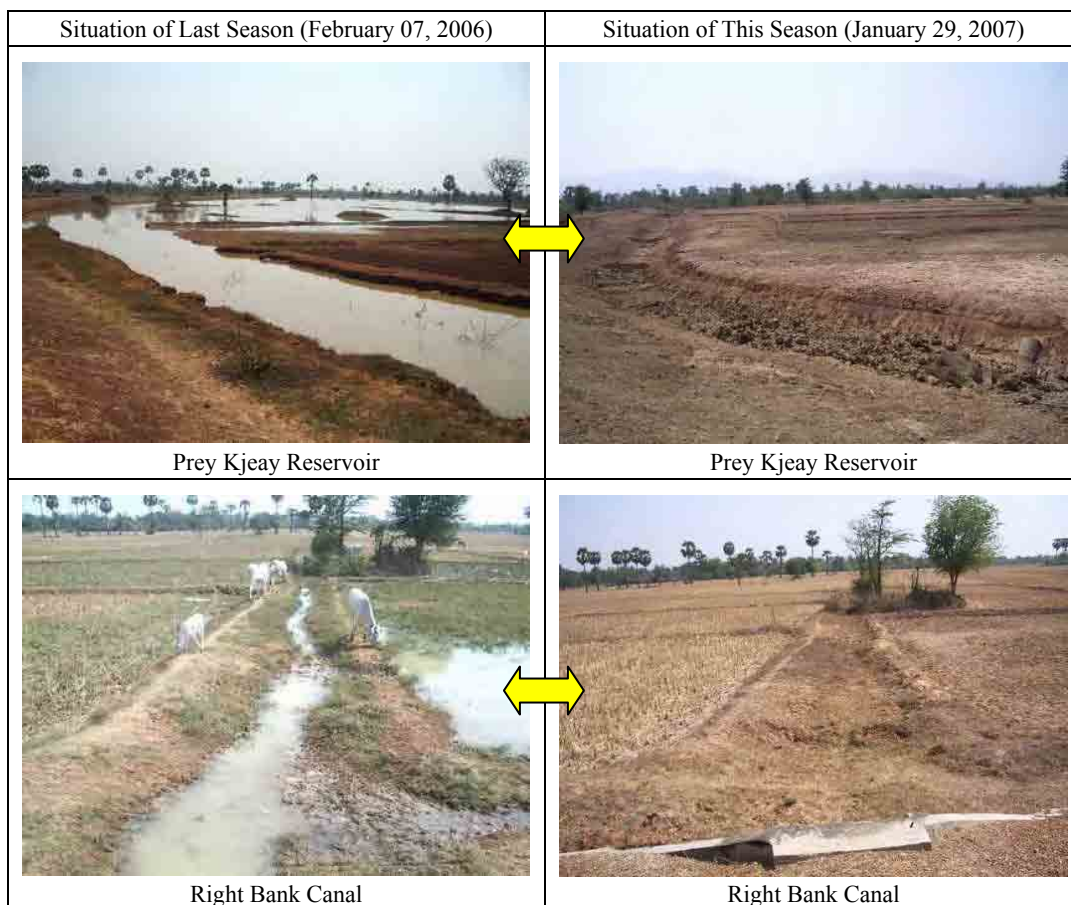 Situation of Last Season (February 07, 2006)
Situation of This Season (January 29, 2007)
Prey Kjeay Reservoir
Prey Kjeay Reservoir
Right Bank Canal
Right Bank Canal